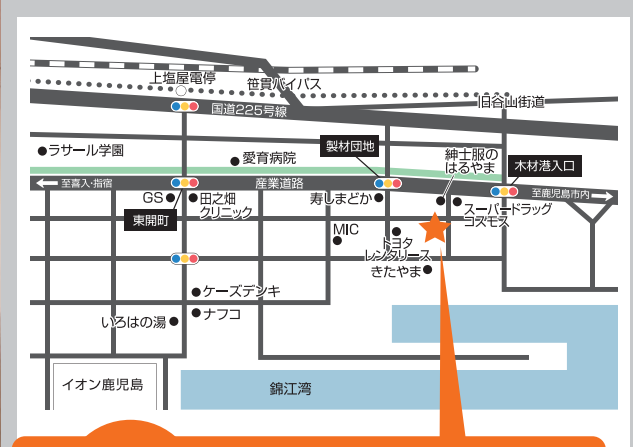 上塩屋電停
笹貫バイパス
国道225号線
旧谷山街道
ラサール学園
愛育病院
製材団地
紳士服の
はるやま
木材港入口
至喜入・指宿
産業道路
至鹿児島市内
GS
田之畑
クリニック
東開町
寿しまどか
スーパードラッグ
コスモス
MIC
トヨタ
レンタリース
きたやま
ケーズデンキ
ナフコ
いろはの湯
イオン鹿児島
錦江湾